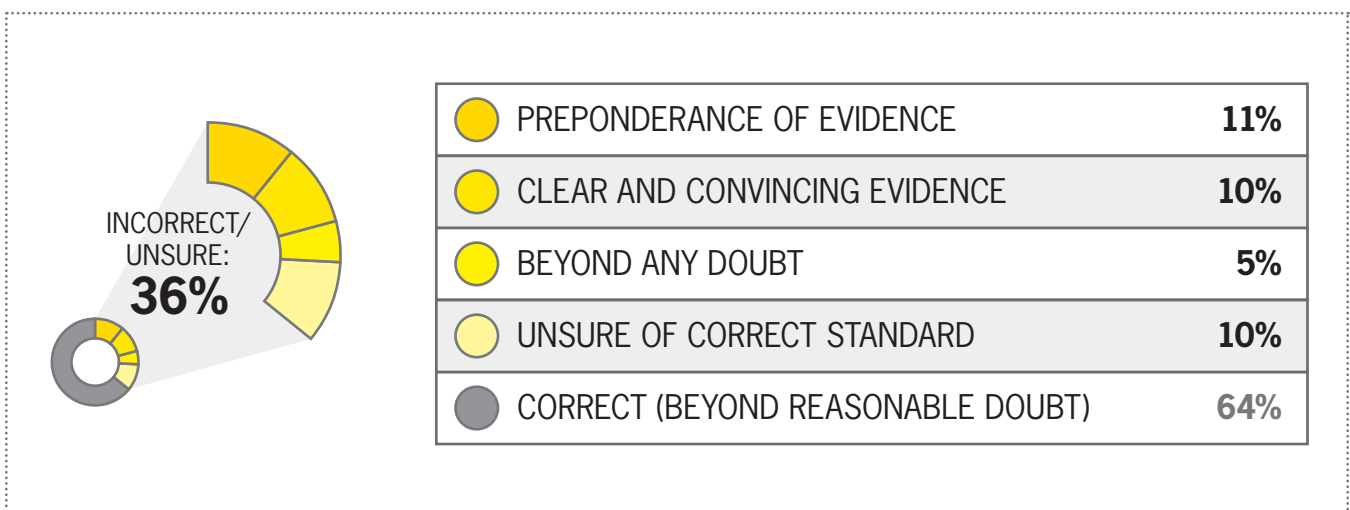 INCORRECT/
UNSURE:
36%
PREPONDERANCE OF EVIDENCE 11%
CLEAR AND CONVINCING EVIDENCE 10%
BEYOND ANY DOUBT 5%
UNSURE OF CORRECT STANDARD 10%
CORRECT (BEYOND REASONABLE DOUBT) 64%